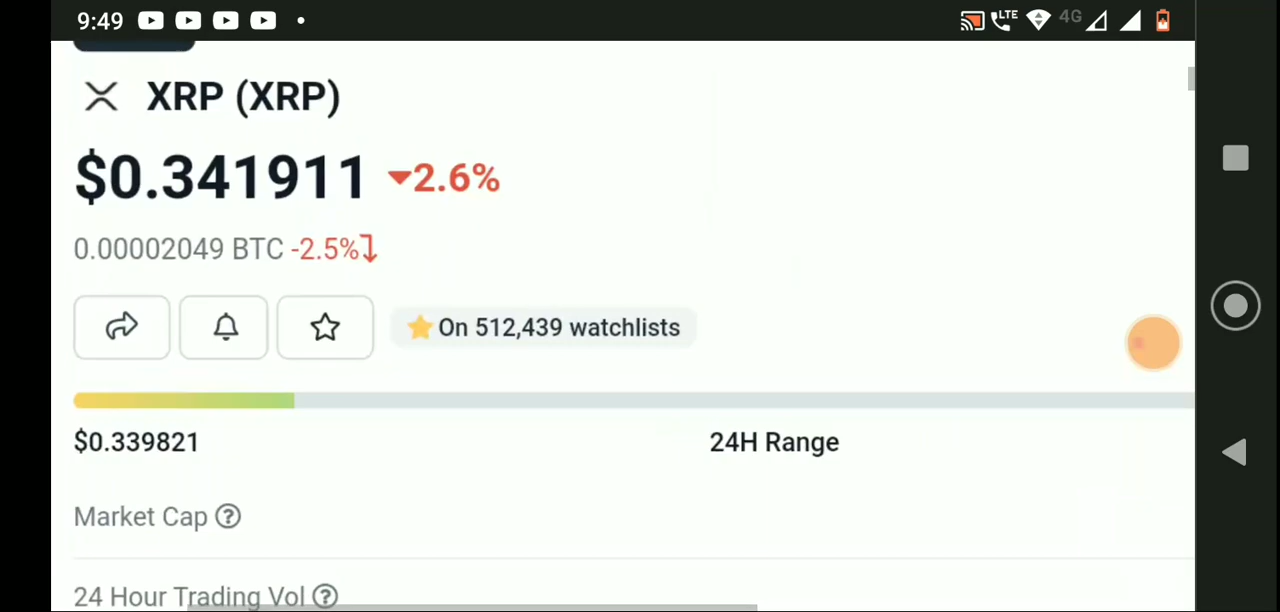 9:49
LTE
4G
XRP (XRP)
$0.341911 ▼2.6%
0.00002049 BTC -2.5%
On 512,439 watchlists
$0.339821 24H Range
Market Cap ?
24 Hour Trading Vol ?